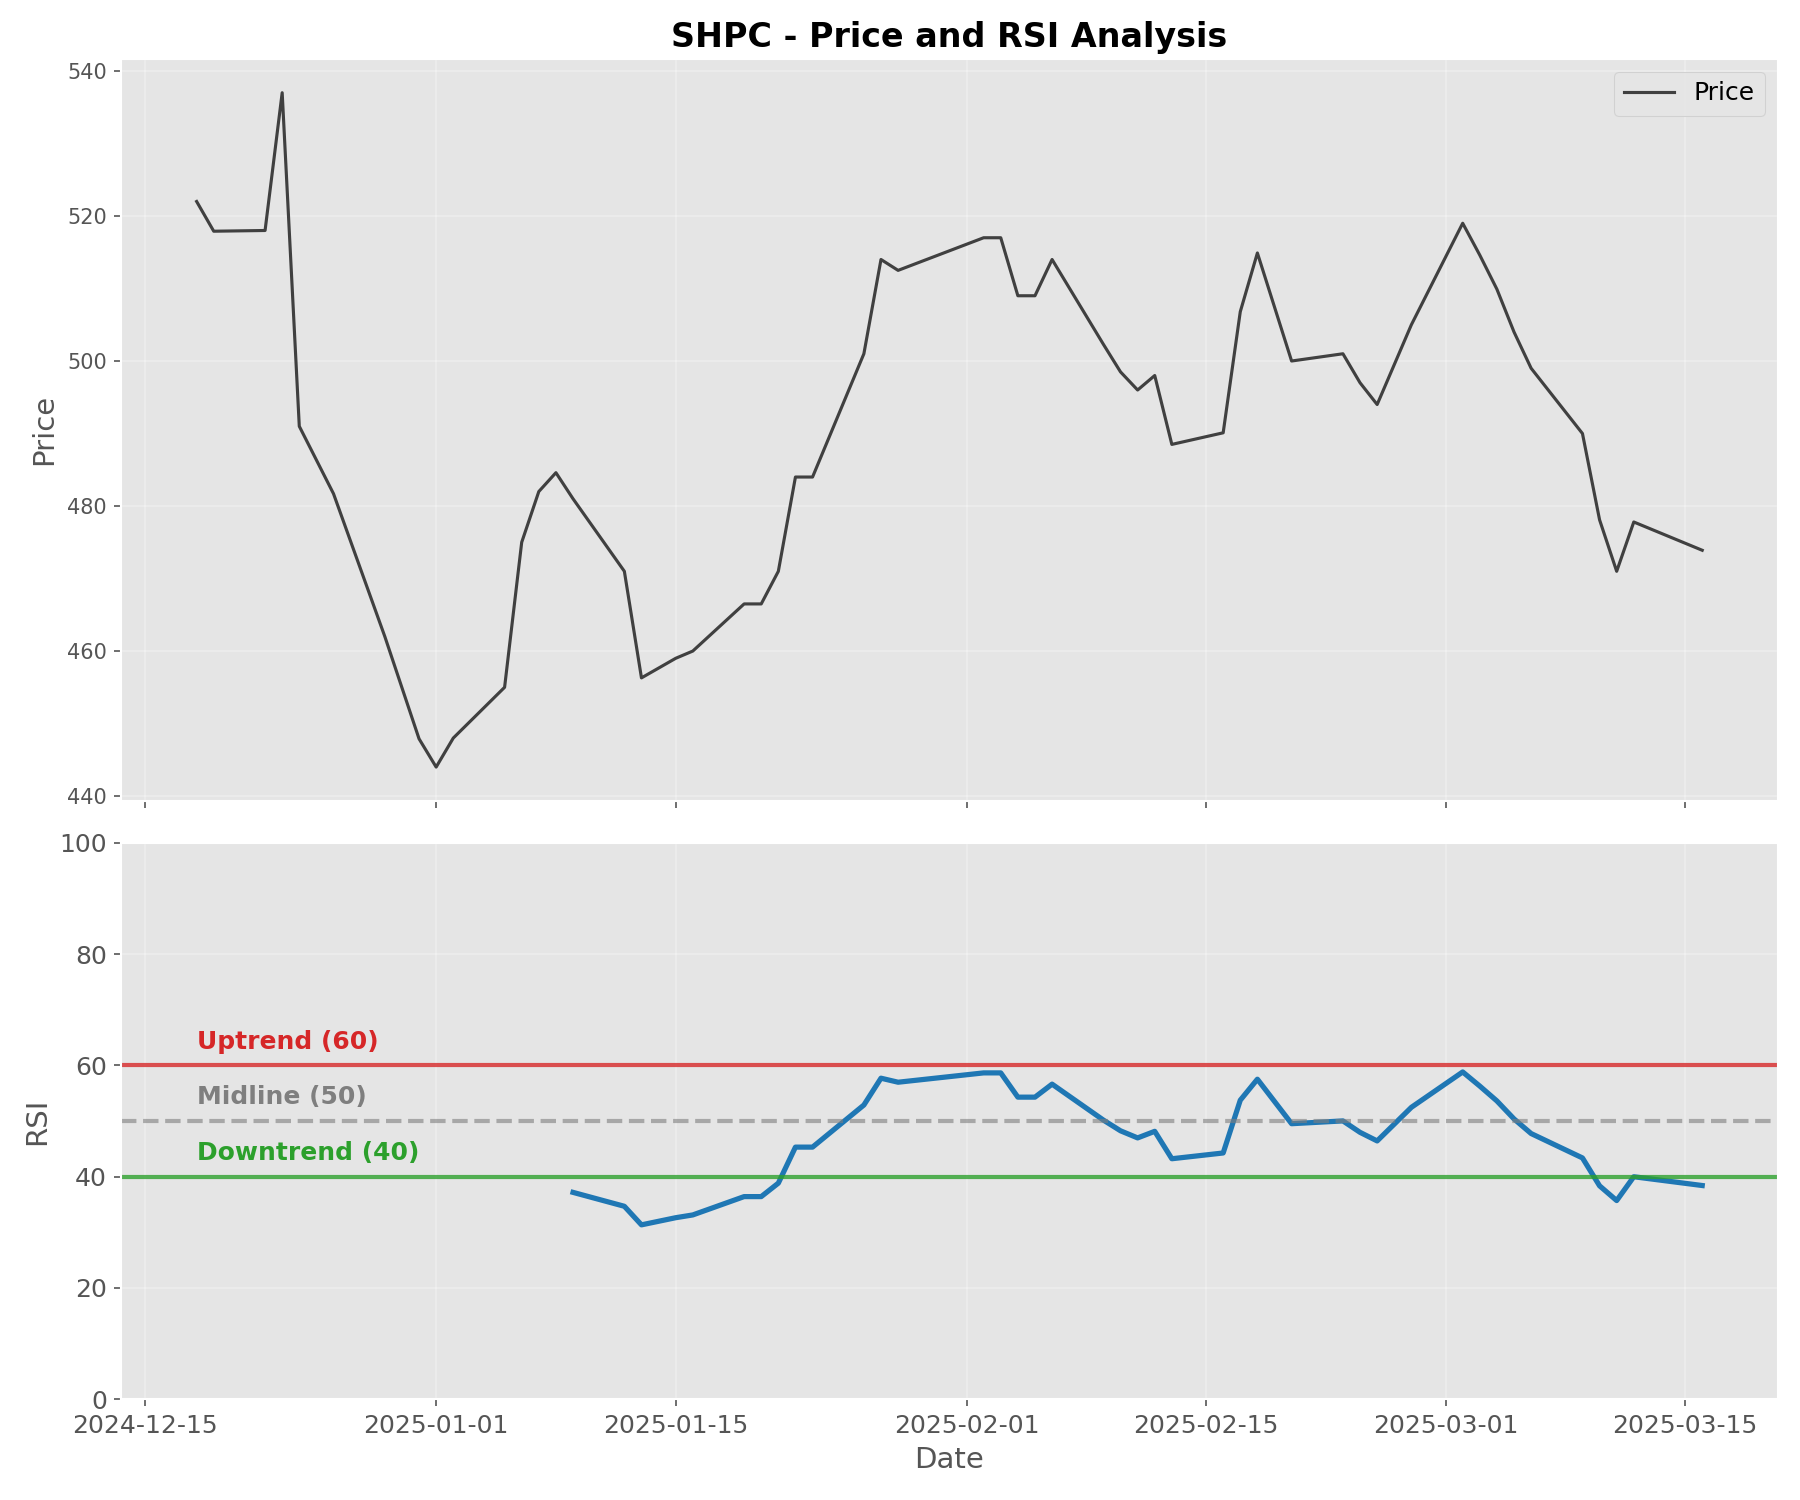 SHPC - Price and RSI Analysis
Price
540
520
500
480
460
440
Price
100
80
60
40
20
0
Uptrend (60)
Midline (50)
Downtrend (40)
RSI
2024-12-15
2025-01-01
2025-01-15
2025-02-01
2025-02-15
2025-03-01
2025-03-15
Date